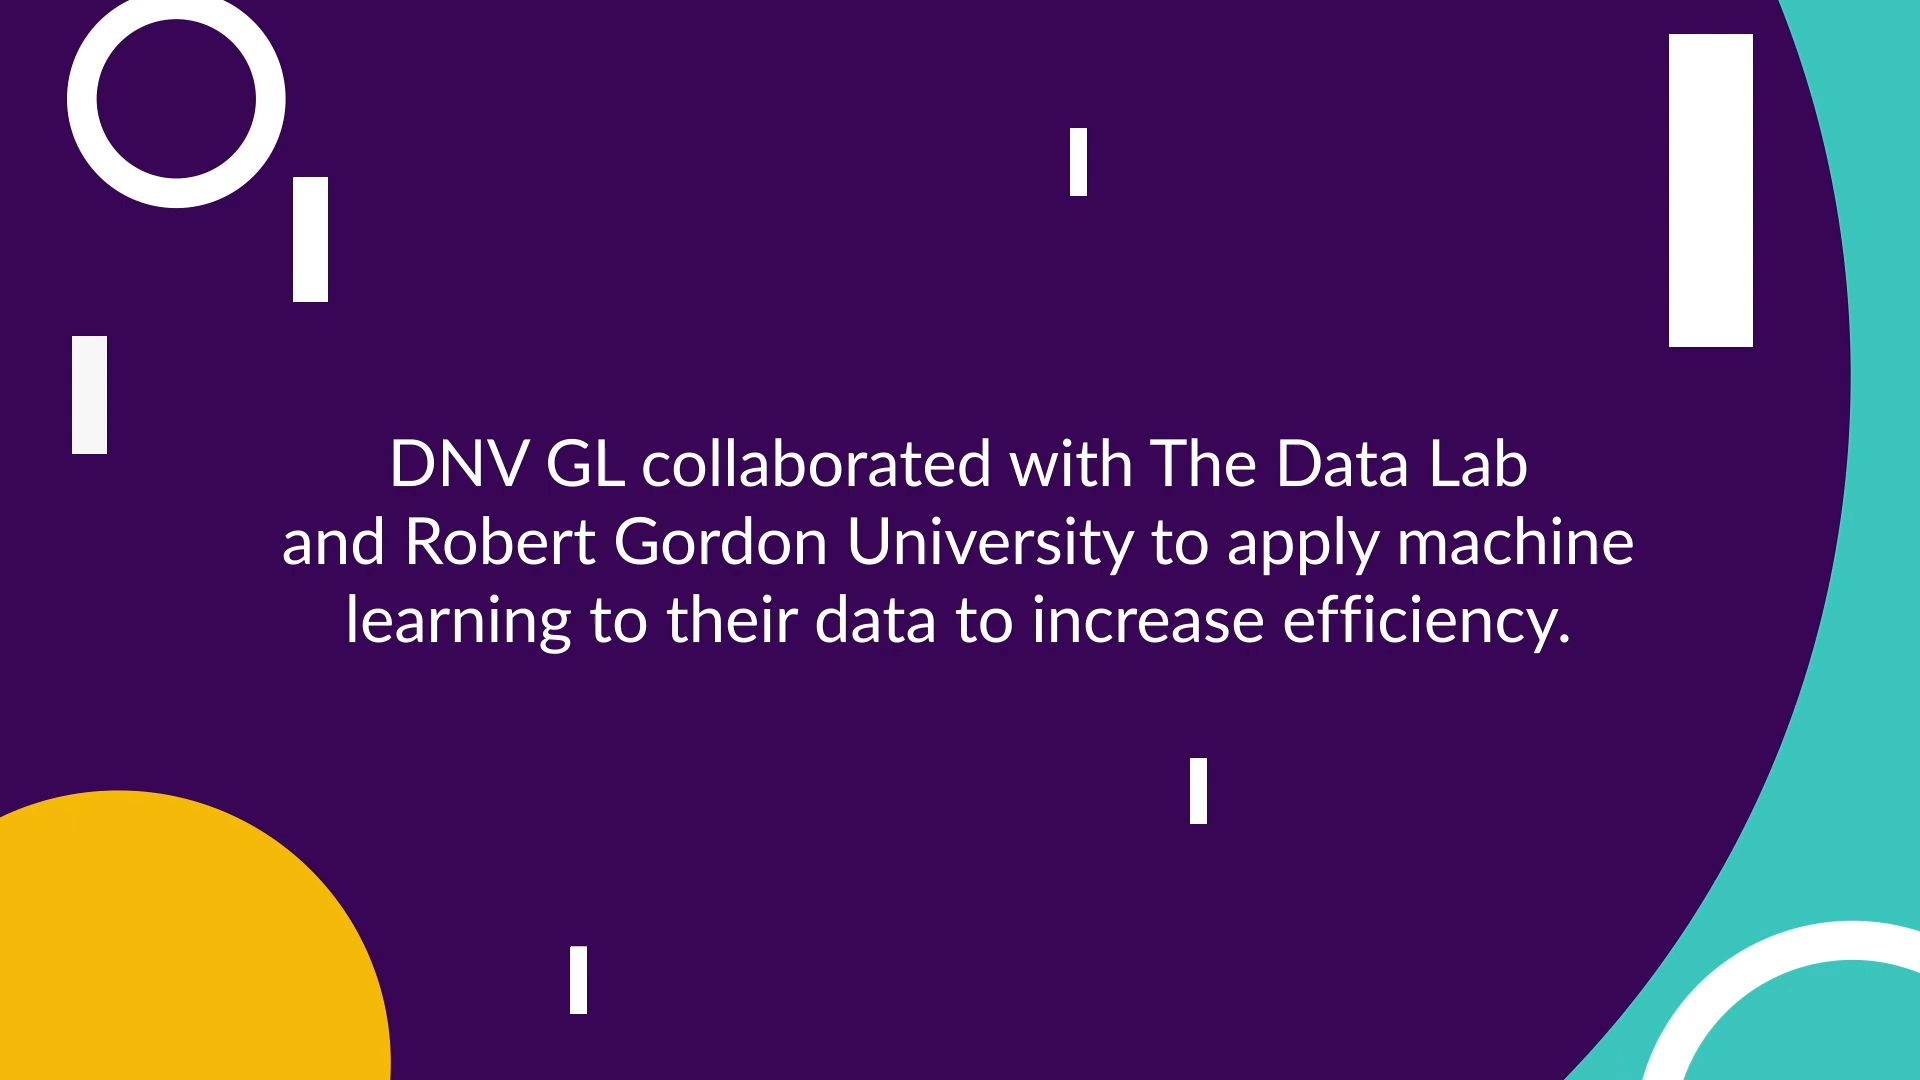 DNV GL collaborated with The Data Lab
and Robert Gordon University to apply machine
learning to their data to increase efficiency.